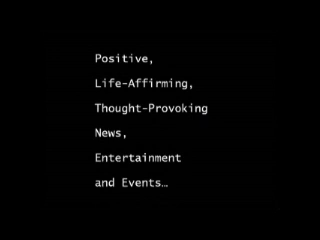 Positive,
Life-Affirming,
Thought-Provoking
News,
Entertainment
and Events…